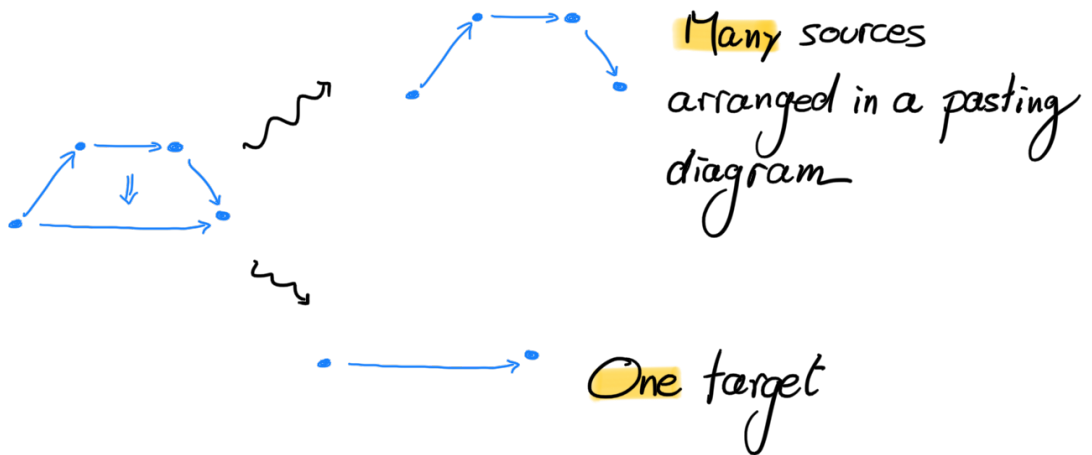 Many sources
arranged in a pasting
diagram
One target